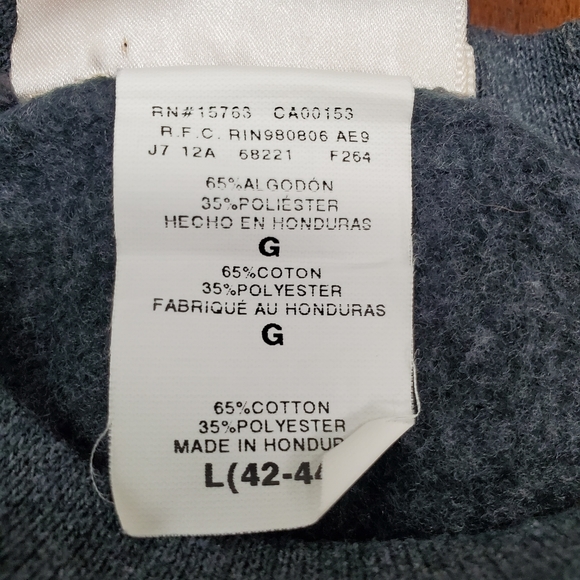 RN#15763 CA00153
R.F.C. RIN980806 AE9
J7 12A 68221 F264
65%ALGODÓN
35%POLIÉSTER
HECHO EN HONDURAS
G
65%COTON
35%POLYESTER
FABRIQUÉ AU HONDURAS
G
65%COTTON
35%POLYESTER
MADE IN HONDUR
L(42-44